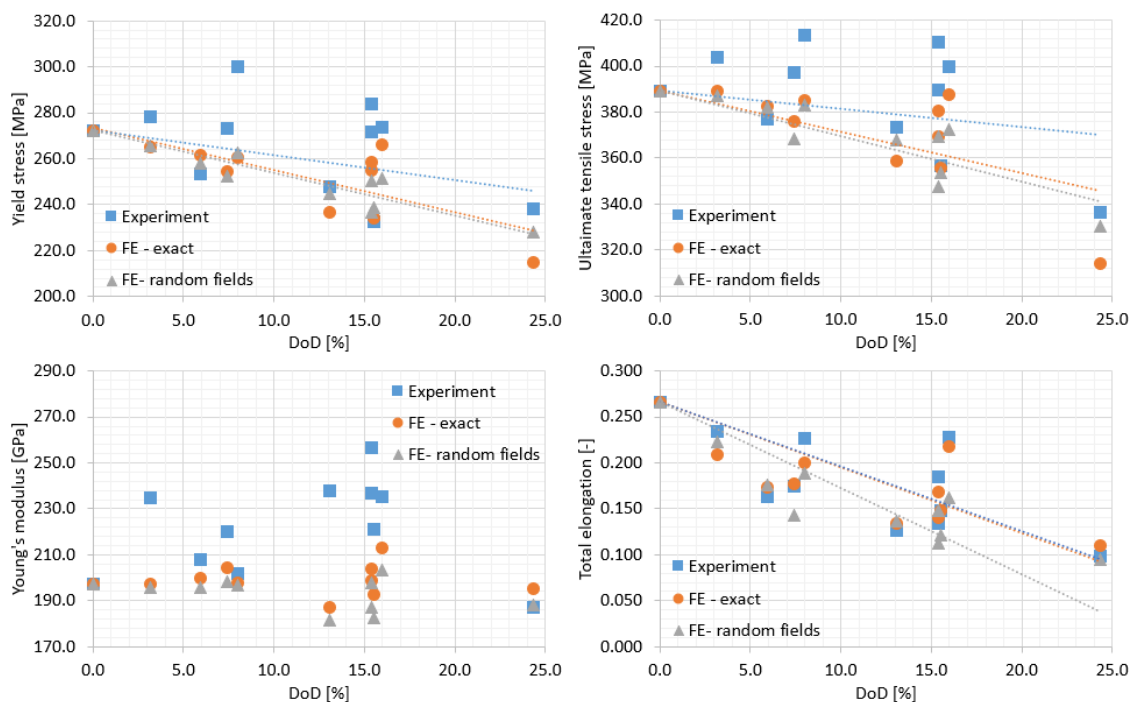 320.0
300.0
280.0
260.0
240.0
220.0
200.0
Yield stress [MPa]
Experiment
FE - exact
FE- random fields
0.0 5.0 10.0 15.0 20.0 25.0
DoD [%]
420.0
400.0
380.0
360.0
340.0
320.0
300.0
Ultaimate tensile stress [MPa]
Experiment
FE - exact
FE- random fields
0.0 5.0 10.0 15.0 20.0 25.0
DoD [%]
290.0
270.0
250.0
230.0
210.0
190.0
170.0
Young's modulus [GPa]
Experiment
FE - exact
FE- random fields
0.0 5.0 10.0 15.0 20.0 25.0
DoD [%]
0.300
0.250
0.200
0.150
0.100
0.050
0.000
Total elongation [-]
Experiment
FE - exact
FE- random fields
0.0 5.0 10.0 15.0 20.0 25.0
DoD [%]